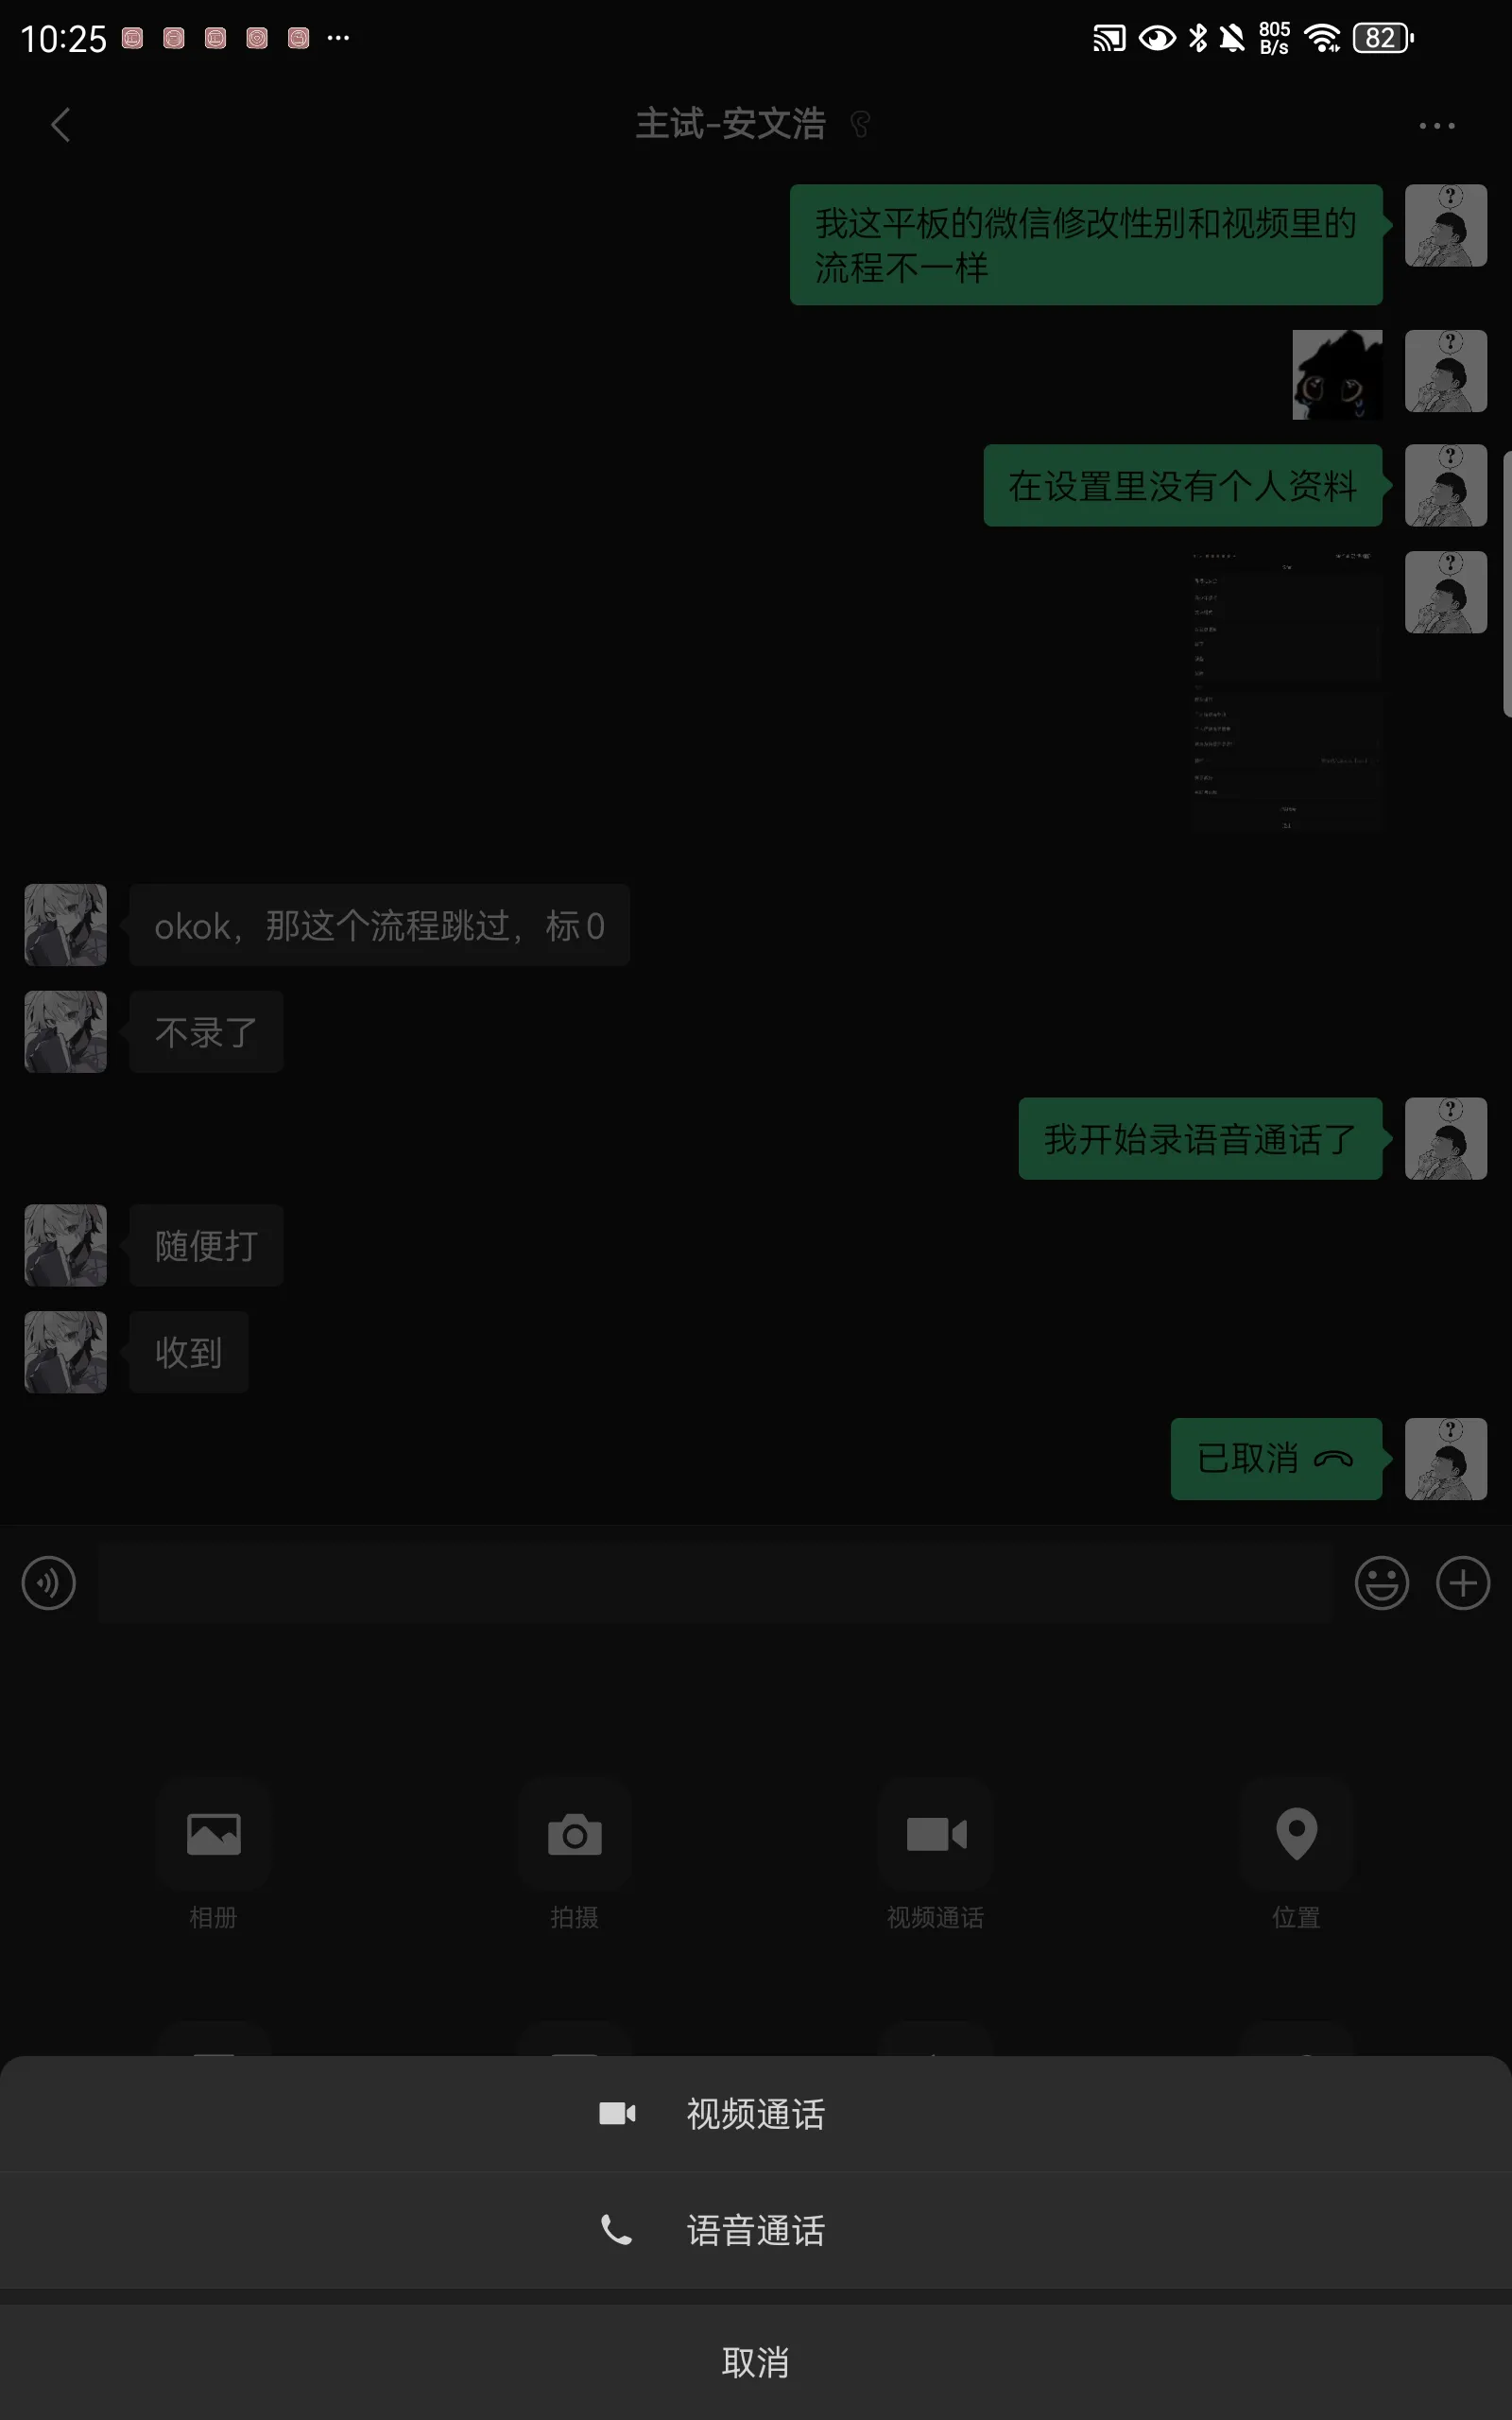 10:25
805
B/s
82
主试-安文浩
我这平板的微信修改性别和视频里的
流程不一样
在设置里没有个人资料
okok，那这个流程跳过，标0
不录了
我开始录语音通话了
随便打
收到
已取消
相册
拍摄
视频通话
位置
视频通话
语音通话
取消